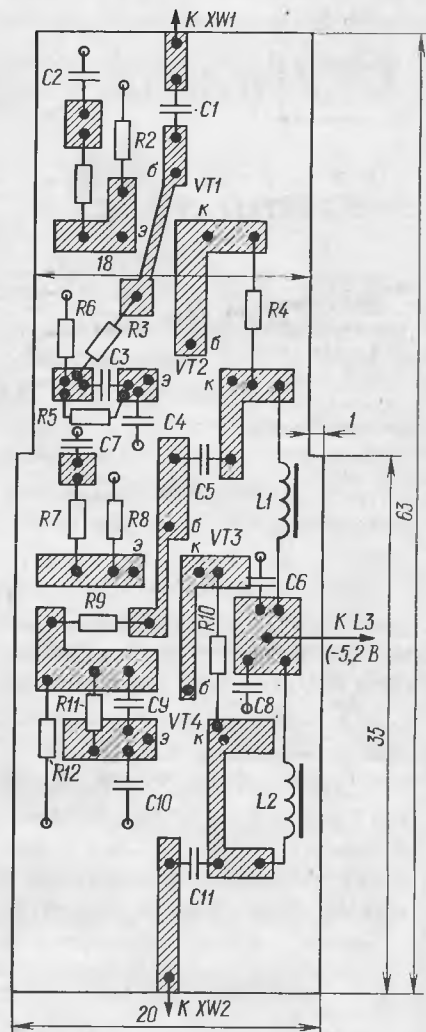 К XW1
C2
C1
R2
б
VT1
э
к
18
R6
R3
R4
C3
б
VT2
э
к
R5
C4
1
C7
C5
L1
63
R7
R8
б
VT3
э
к
C6
R9
R10
К L3
(-5,2 В
R11
C9
б
C8
VT4
э
к
35
R12
C10
L2
C11
20
К XW2